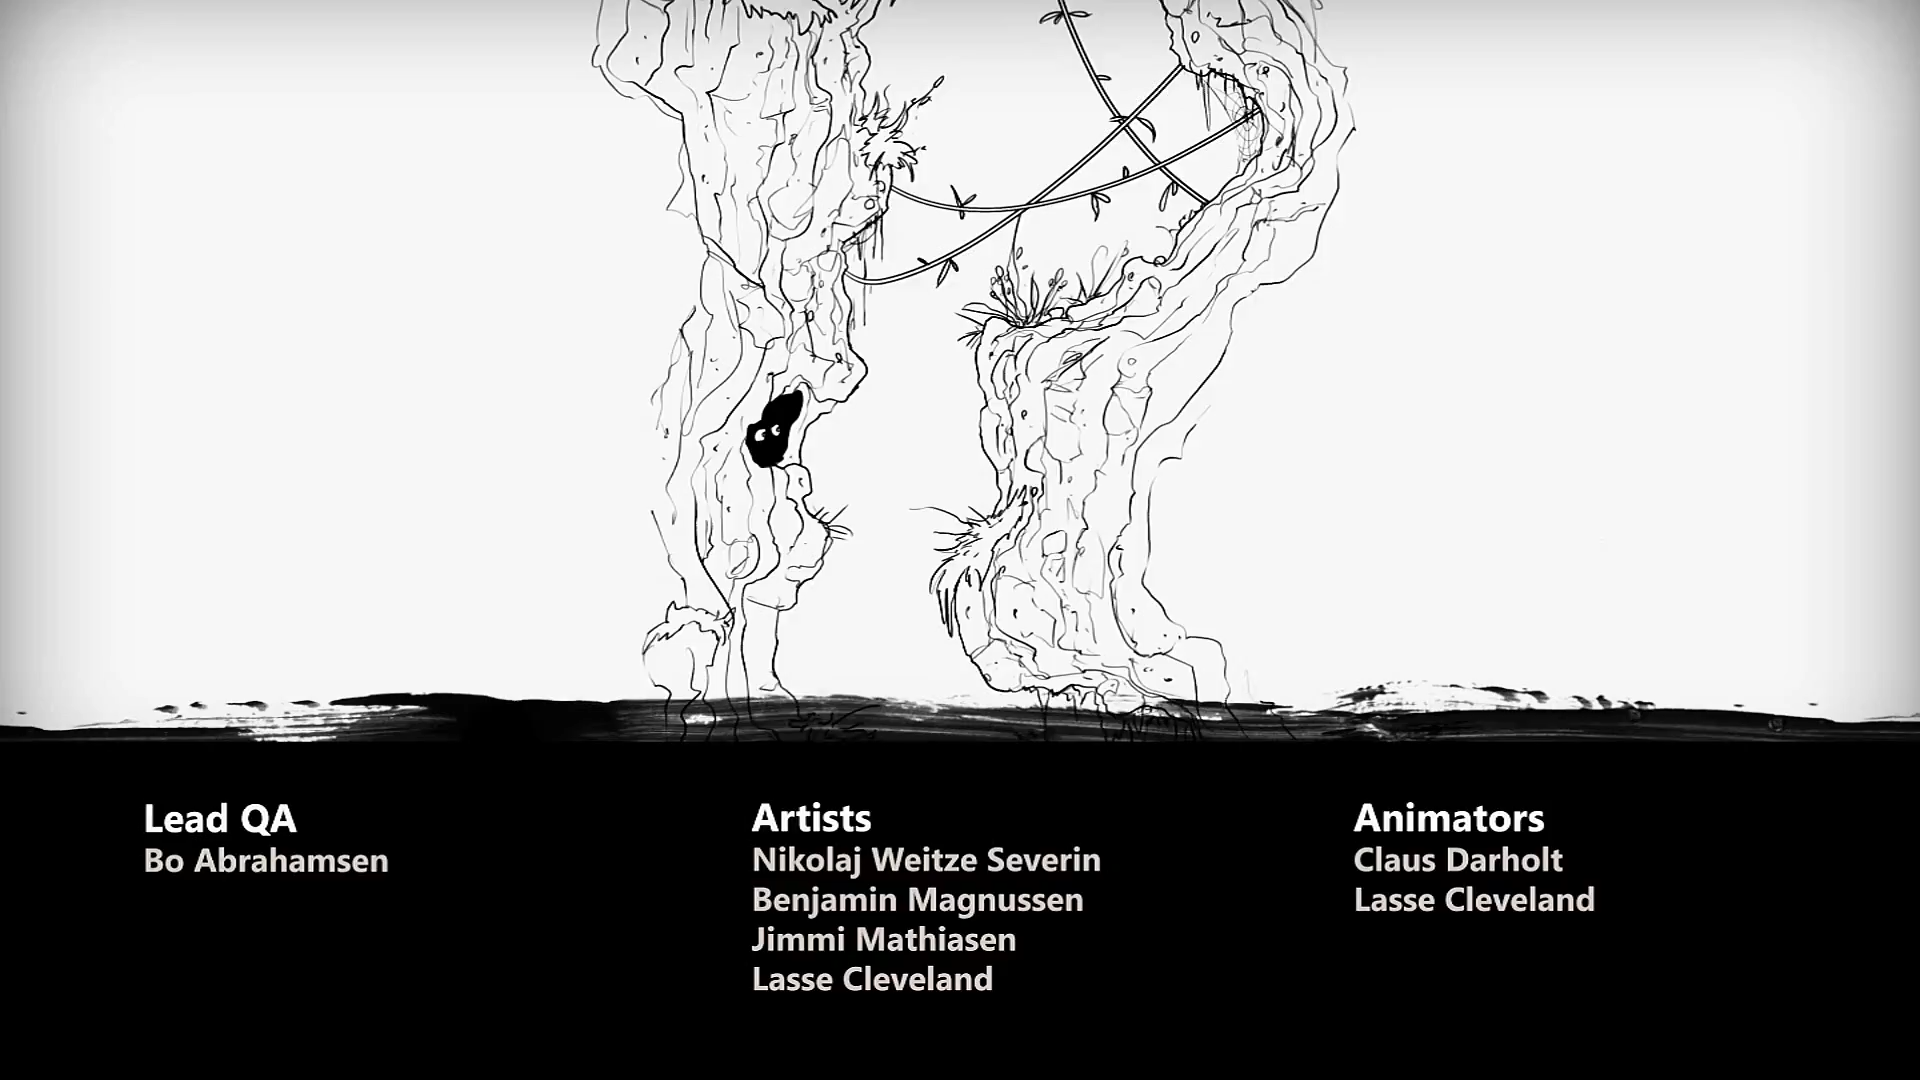 Lead QA
Bo Abrahamsen
Artists
Nikolaj Weitze Severin
Benjamin Magnussen
Jimmi Mathiasen
Lasse Cleveland
Animators
Claus Darholt
Lasse Cleveland